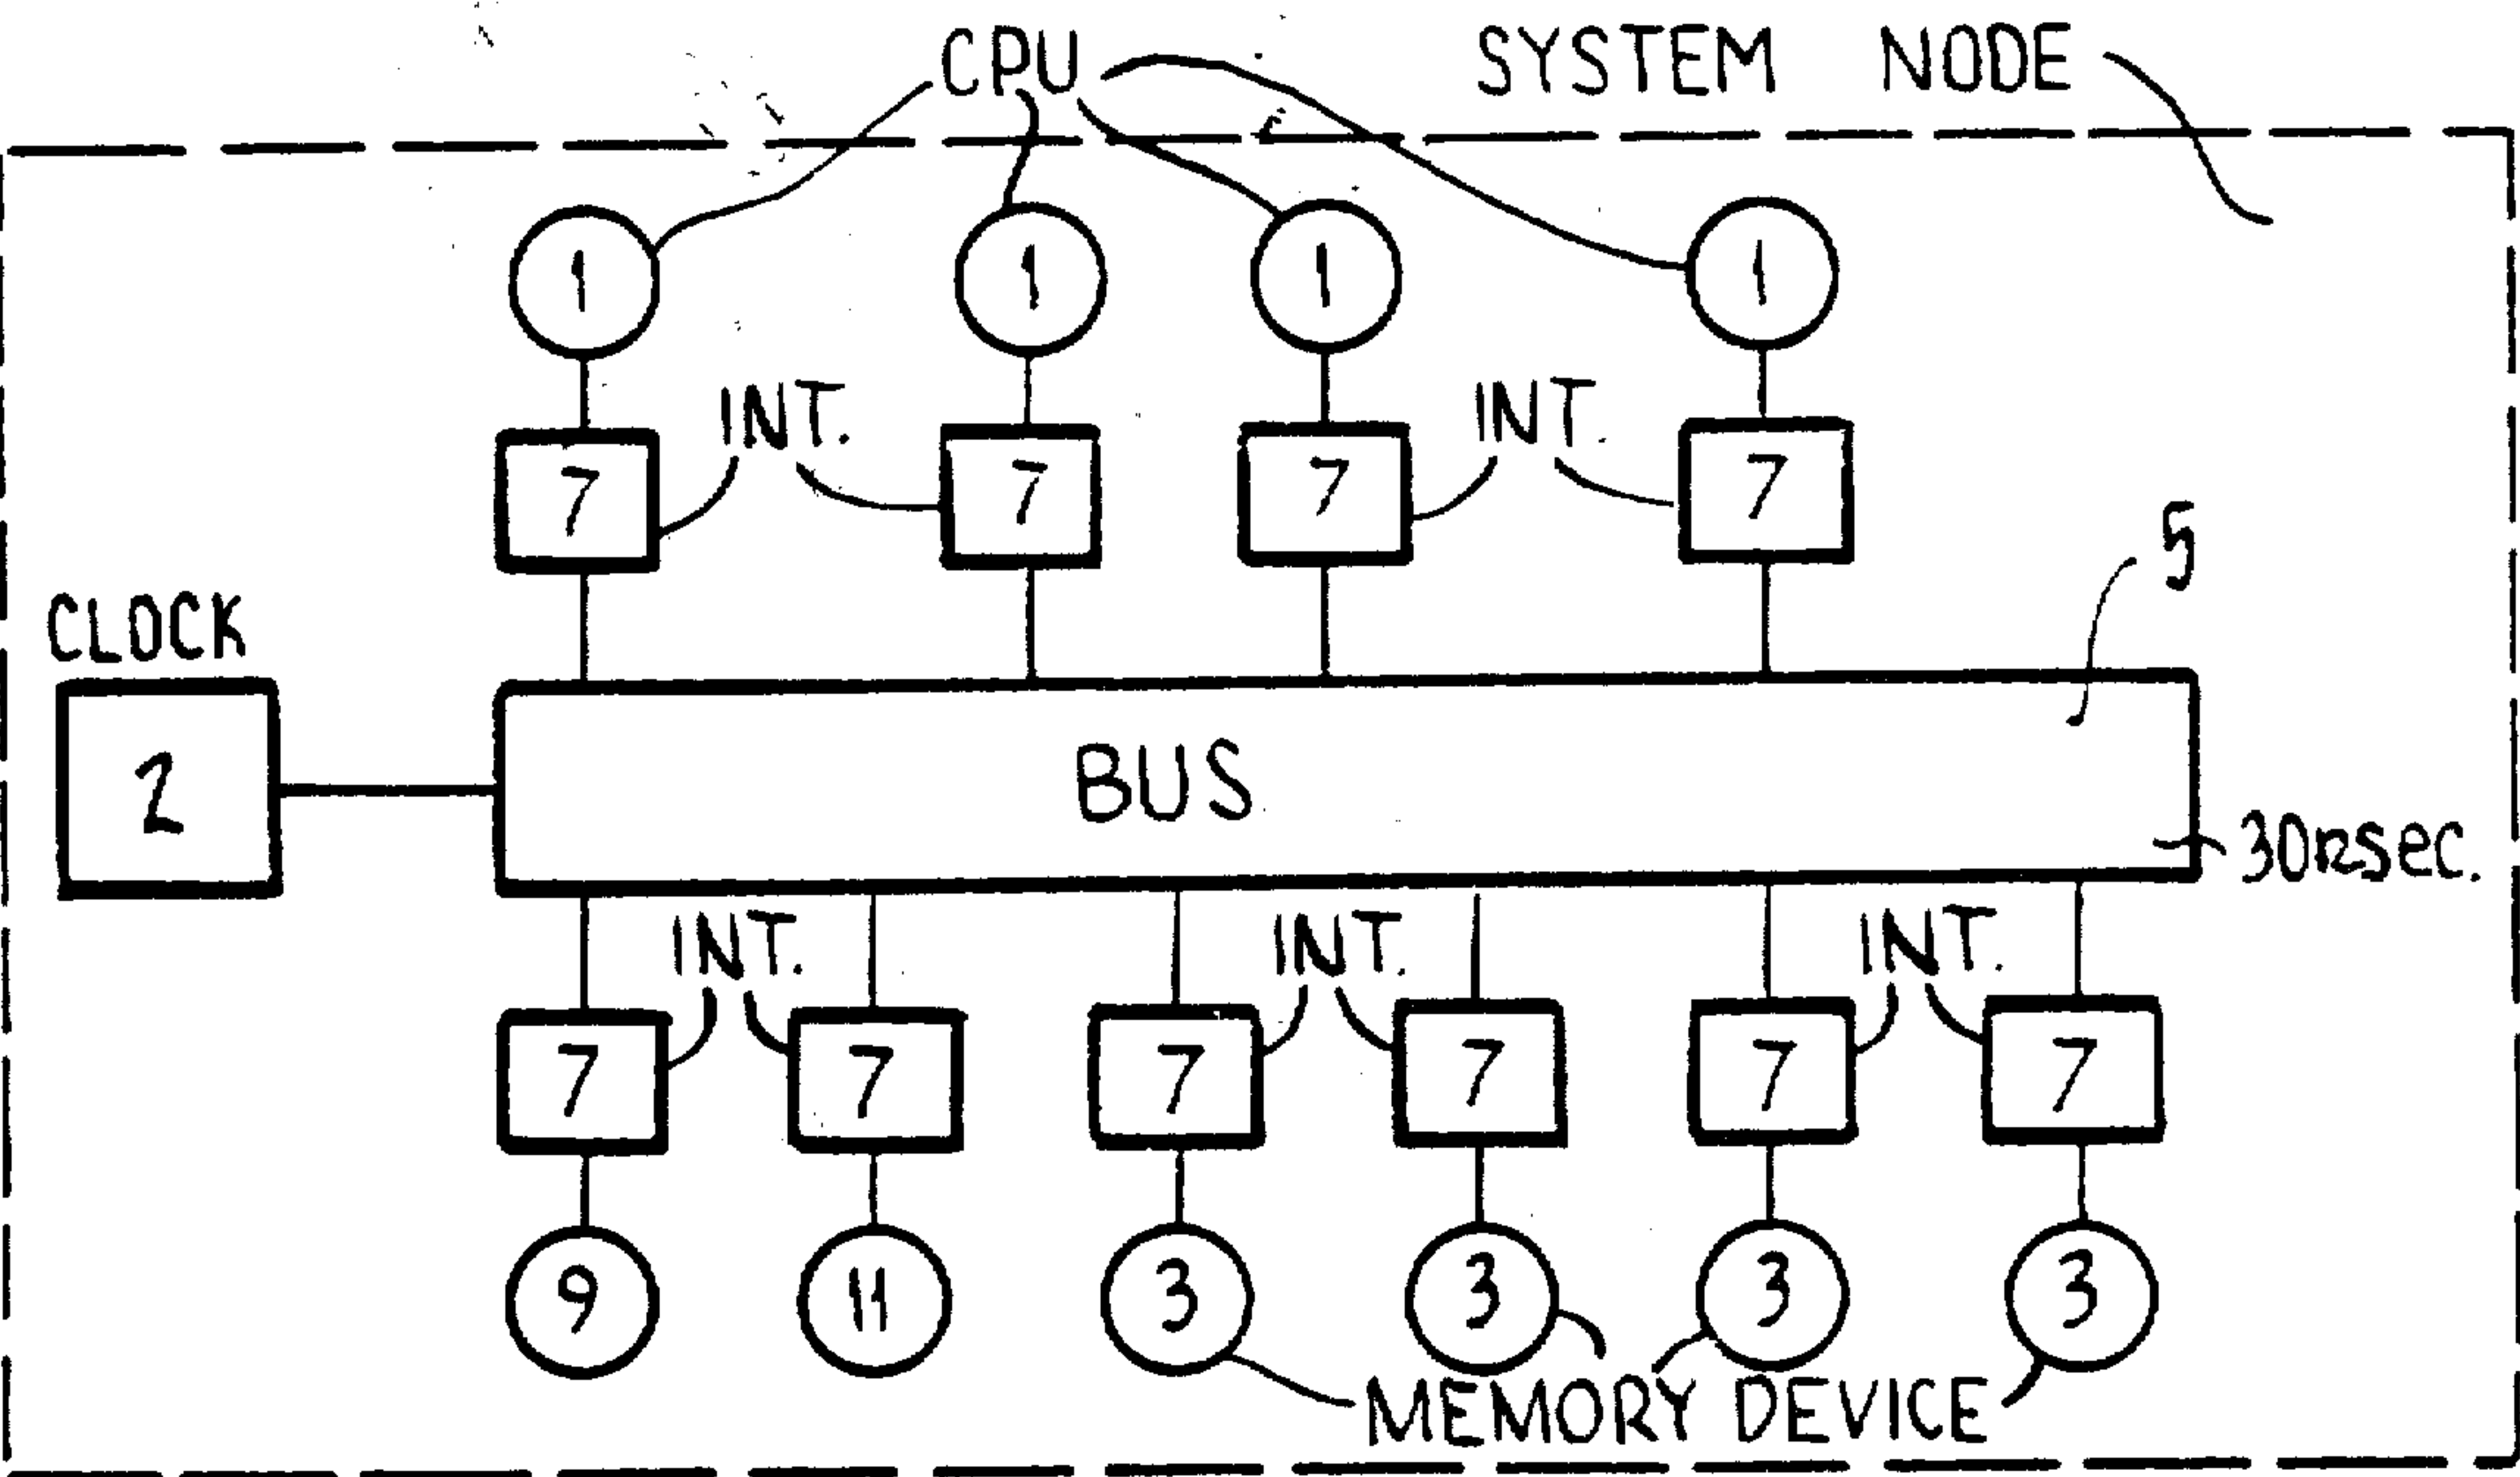 CPU SYSTEM NODE
1 1 1 1
INT. INT.
7 7 7 7
5
CLOCK
2 BUS
30nsec.
INT. INT. INT.
7 7 7 7 7 7
9 11 3 3 3 3
MEMORY DEVICE